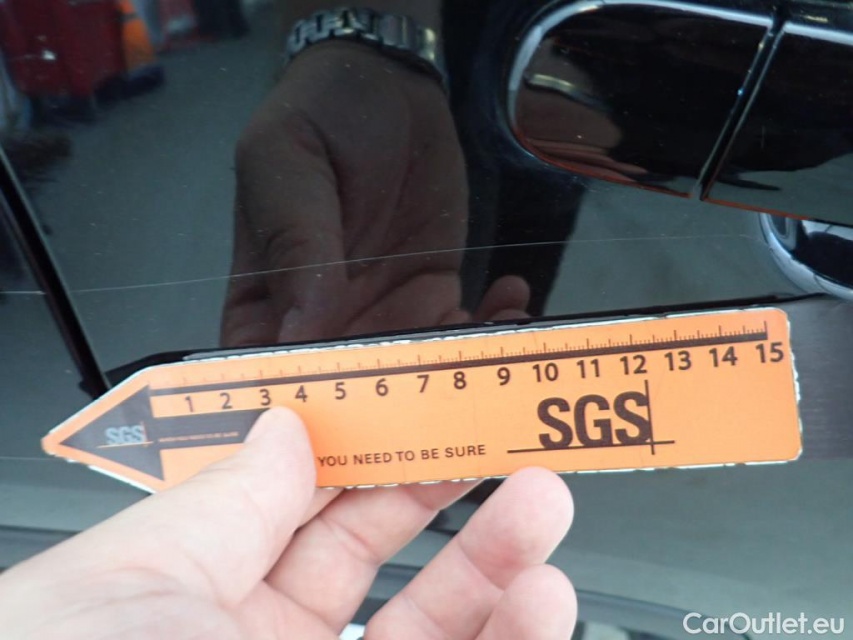 1 2 3 4 5 6 7 8 9 10 11 12 13 14 15
SGS
SGS
YOU NEED TO BE SURE
CarOutlet.eu